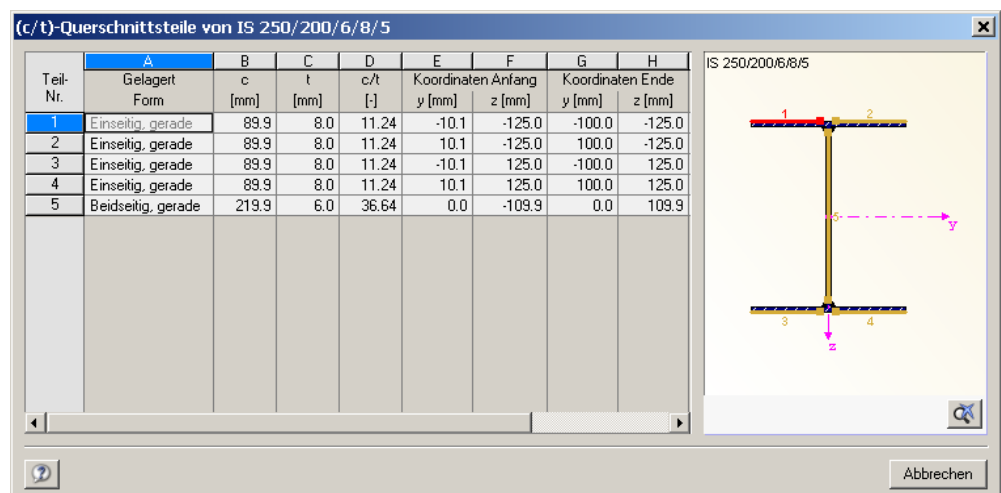 (c/t)-Querschnittsteile von IS 250/200/6/8/5
A B C D E F G H
Teil- Gelagert c t c/t Koordinaten Anfang Koordinaten Ende
Nr. Form [mm] [mm] [-] y [mm] z [mm] y [mm] z [mm]
1 Einseitig, gerade 89.9 8.0 11.24 -10.1 -125.0 -100.0 -125.0
2 Einseitig, gerade 89.9 8.0 11.24 10.1 -125.0 100.0 -125.0
3 Einseitig, gerade 89.9 8.0 11.24 -10.1 125.0 -100.0 125.0
4 Einseitig, gerade 89.9 8.0 11.24 10.1 125.0 100.0 125.0
5 Beidseitig, gerade 219.9 6.0 36.64 0.0 -109.9 0.0 109.9
IS 250/200/6/8/5
1 2
5
y
3 4
z
Abbrechen